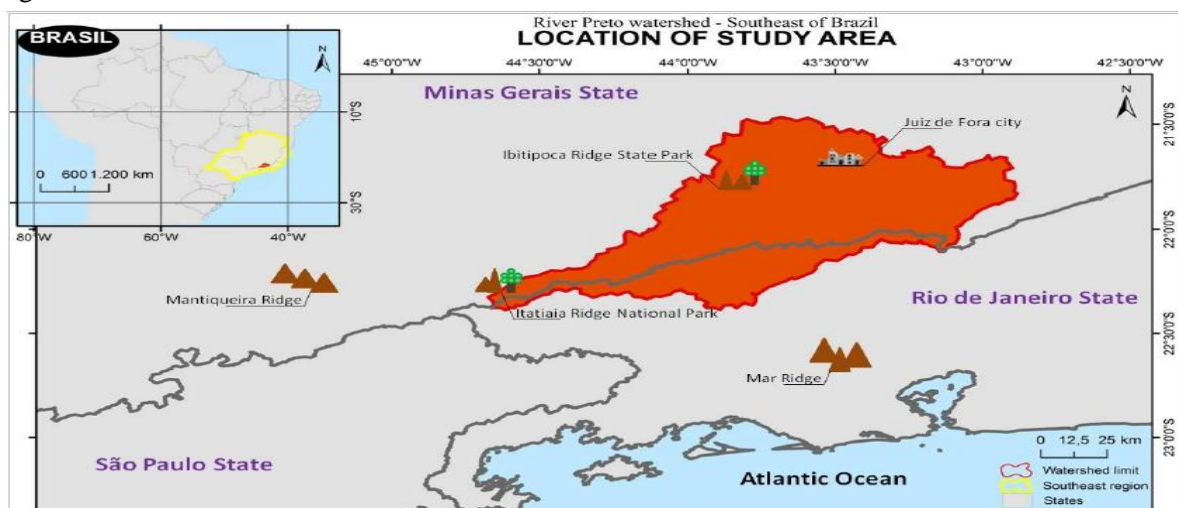 River Preto watershed - Southeast of Brazil
LOCATION OF STUDY AREA
BRASIL
N
10°S
30°S
0 600 1.200 km
80°W 60°W 40°W
45°0'0"W 44°30'0"W 44°0'0"W 43°30'0"W 43°0'0"W 42°30'0"W
N
Minas Gerais State
Juiz de Fora city
Ibitipoca Ridge State Park
21°30'0"S
22°0'0"S
Mantiqueira Ridge
Itatiaia Ridge National Park
Rio de Janeiro State
22°30'0"S
Mar Ridge
23°0'0"S
São Paulo State
Atlantic Ocean
0 12,5 25 km
Watershed limit
Southeast region
States